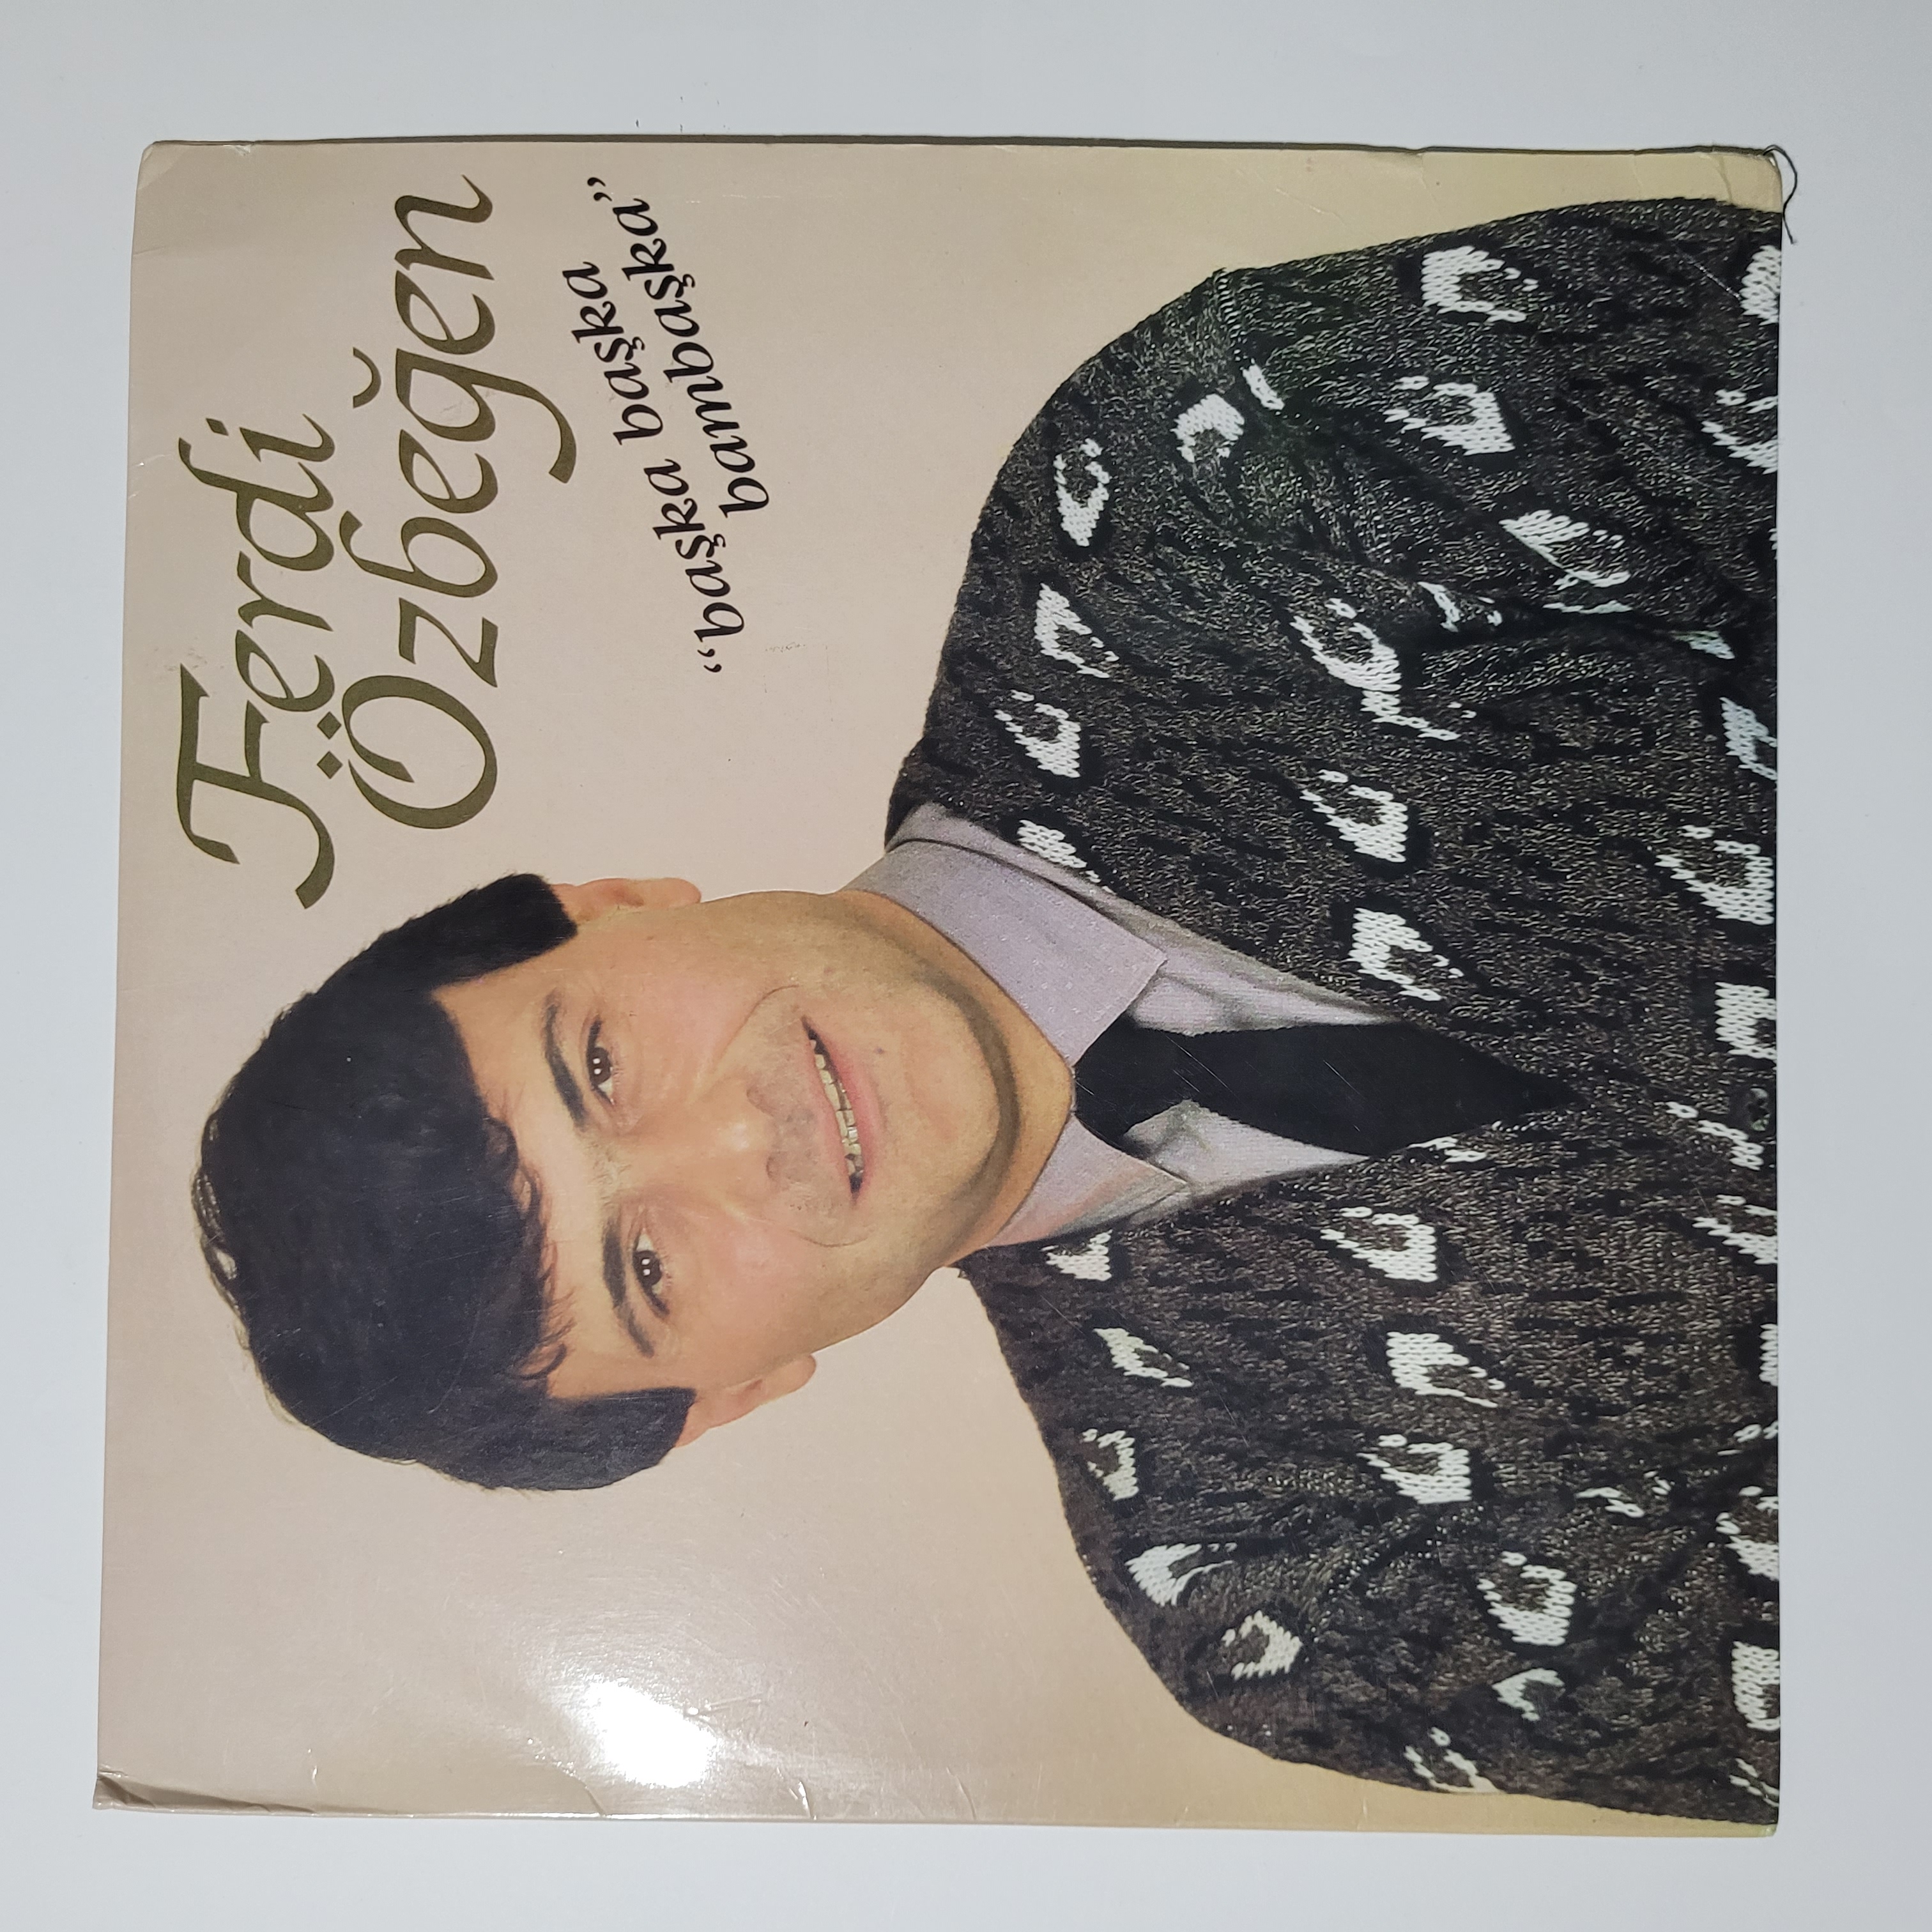 Ferdi
Özbeğen
“başka başka
bambaşka”